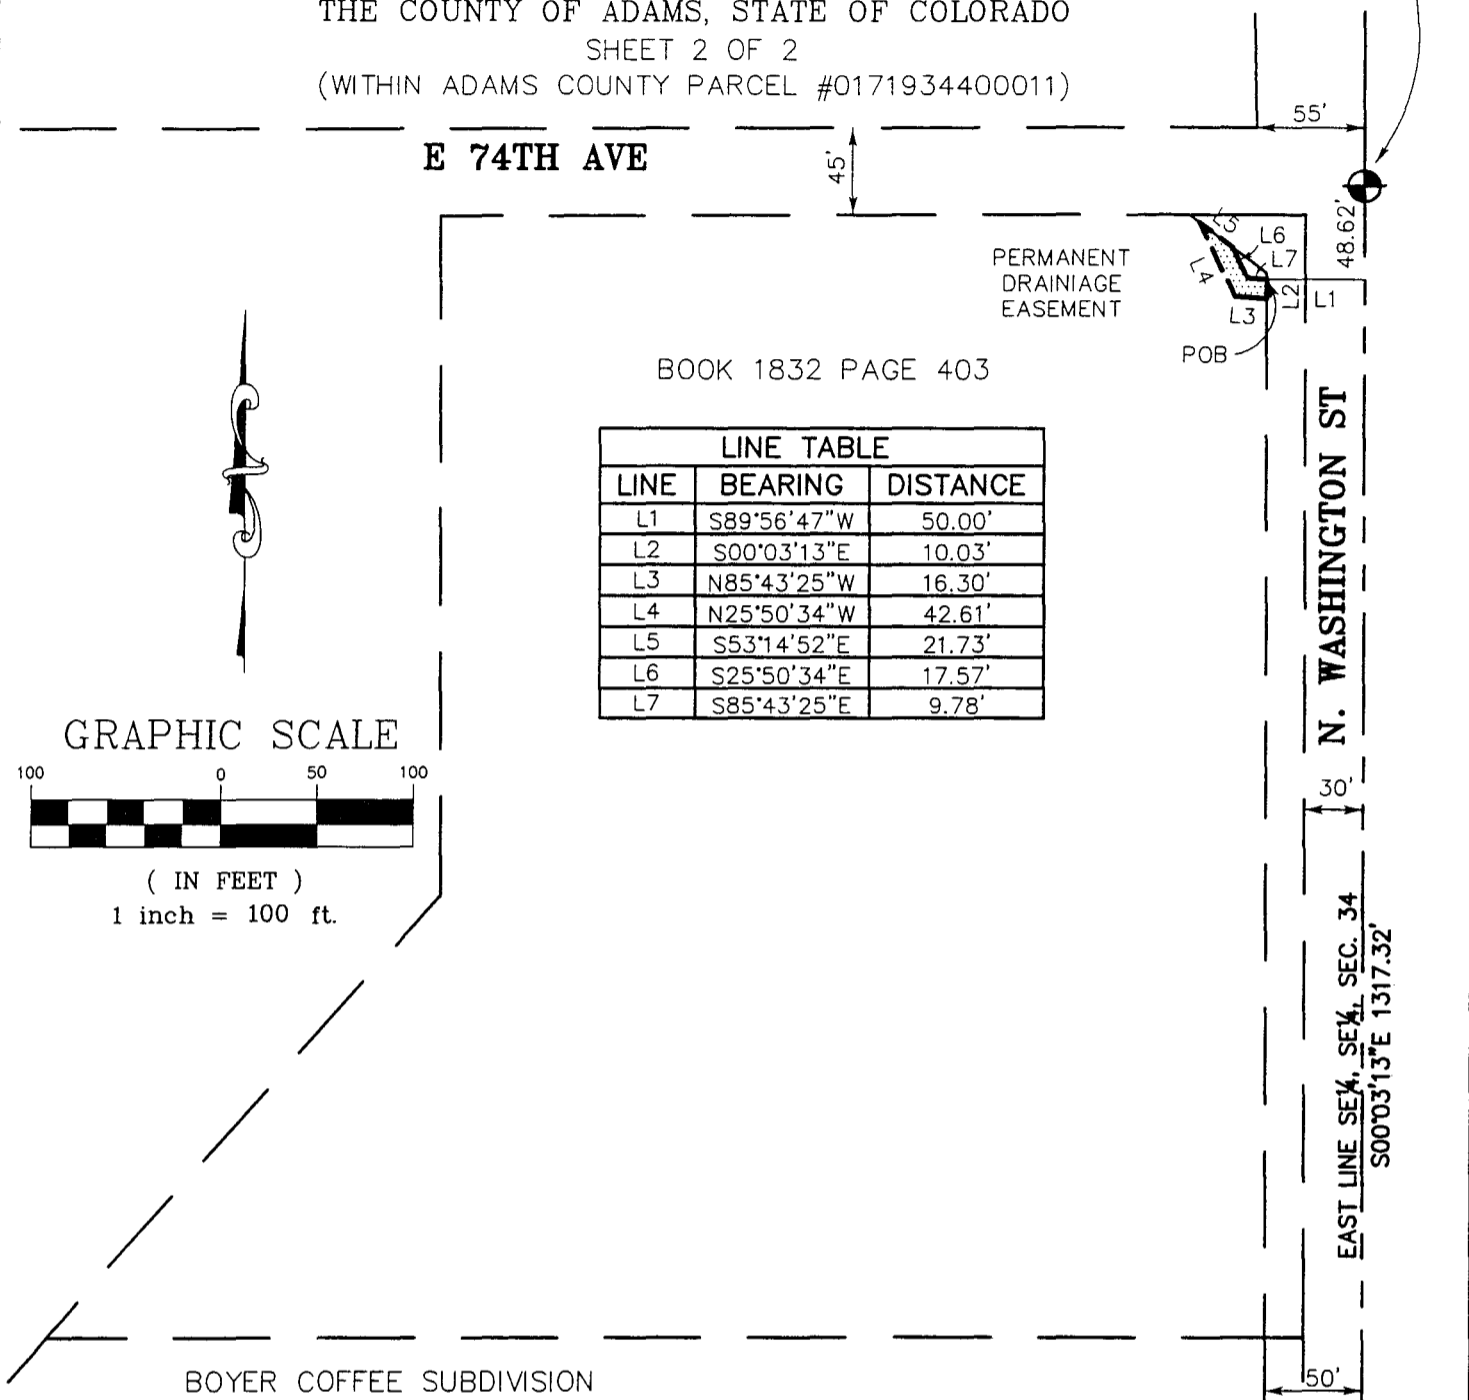 THE COUNTY OF ADAMS, STATE OF COLORADO
SHEET 2 OF 2
(WITHIN ADAMS COUNTY PARCEL #0171934400011)
55'
E 74TH AVE
45'
48.62'
L5
L6
L7
L4
L3
L2
L1
PERMANENT
DRAINIAGE
EASEMENT
POB
BOOK 1832 PAGE 403
LINE TABLE
LINE BEARING DISTANCE
L1 S89°56'47"W 50.00'
L2 S00°03'13"E 10.03'
L3 N85°43'25"W 16.30'
L4 N25°50'34"W 42.61'
L5 S53°14'52"E 21.73'
L6 S25°50'34"E 17.57'
L7 S85°43'25"E 9.78'
N. WASHINGTON ST
GRAPHIC SCALE
100 0 50 100
( IN FEET )
1 inch = 100 ft.
30'
EAST LINE SE¼, SE¼, SEC. 34
S00°03'13"E 1317.32'
BOYER COFFEE SUBDIVISION
50'